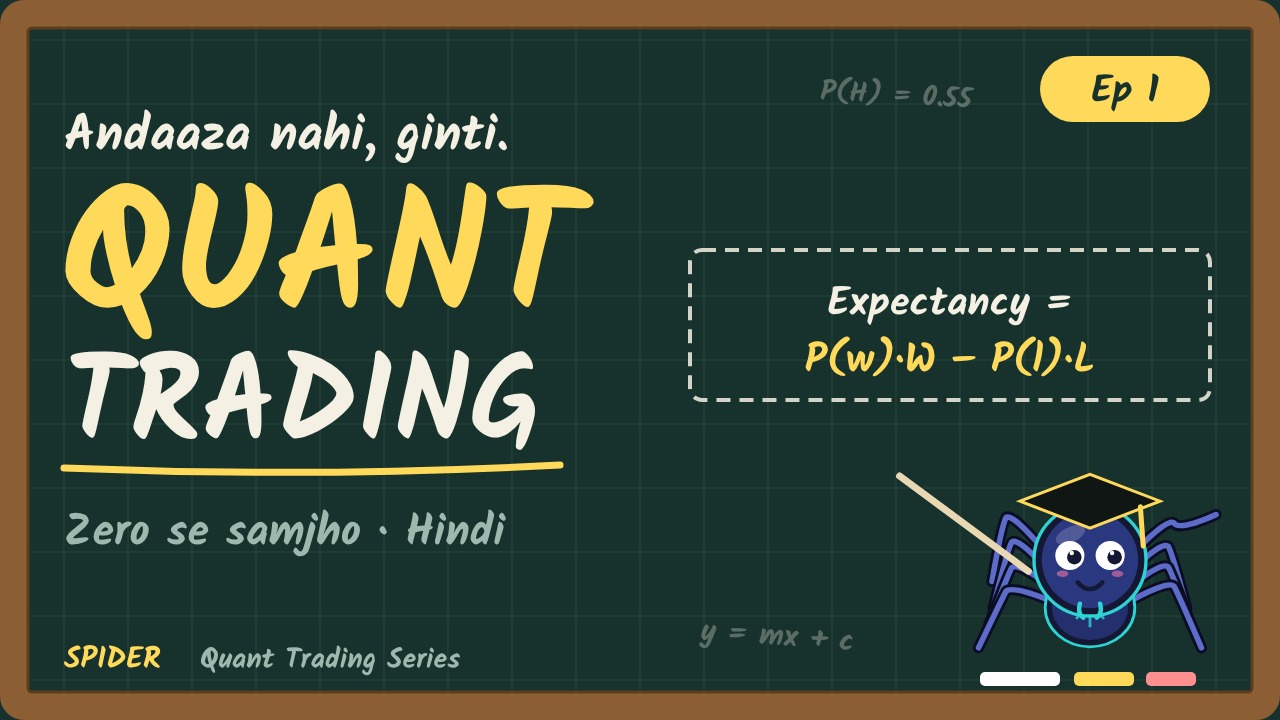 P(H) = 0.55
Ep 1
Andaaza nahi, ginti.
QUANT
TRADING
Expectancy =
P(w)·W − P(l)·L
Zero se samjho · Hindi
y = mx + c
SPIDER Quant Trading Series